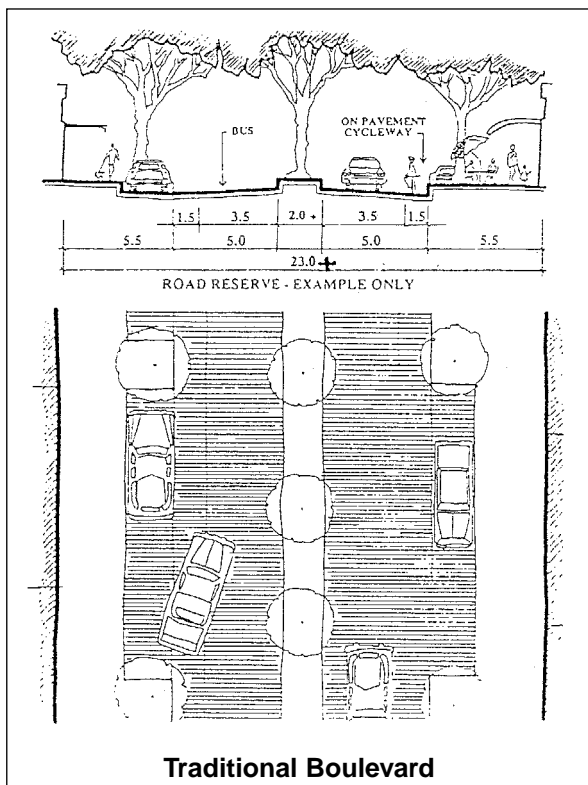 BUS
ON PAVEMENT
CYCLEWAY
1.5 3.5 2.0 + 3.5 1.5
5.5 5.0 5.0 5.5
23.0 +
ROAD RESERVE - EXAMPLE ONLY
Traditional Boulevard